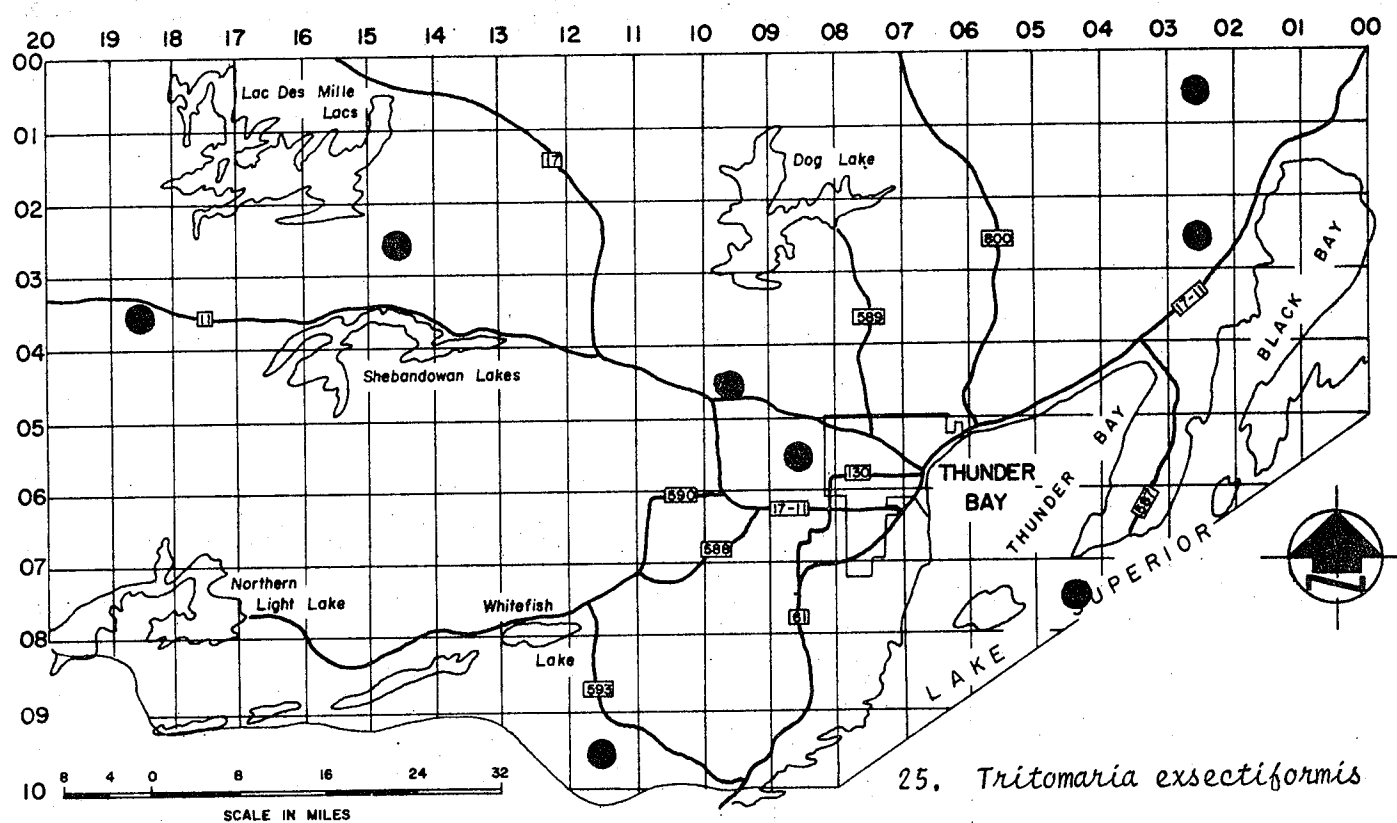 20 19 18 17 16 15 14 13 12 11 10 09 08 07 06 05 04 03 02 01 00
00
01
02
03
04
05
06
07
08
09
10
Lac Des Mille
Lacs
17
Dog Lake
800
589
17-11
BLACK BAY
11
Shebandowan Lakes
130
THUNDER
BAY
THUNDER BAY
590
17-11
588
587
Northern
Light Lake
Whitefish
Lake
61
593
LAKE SUPERIOR
N
8 4 0 8 16 24 32
SCALE IN MILES
25. Tritomaria exsectiformis